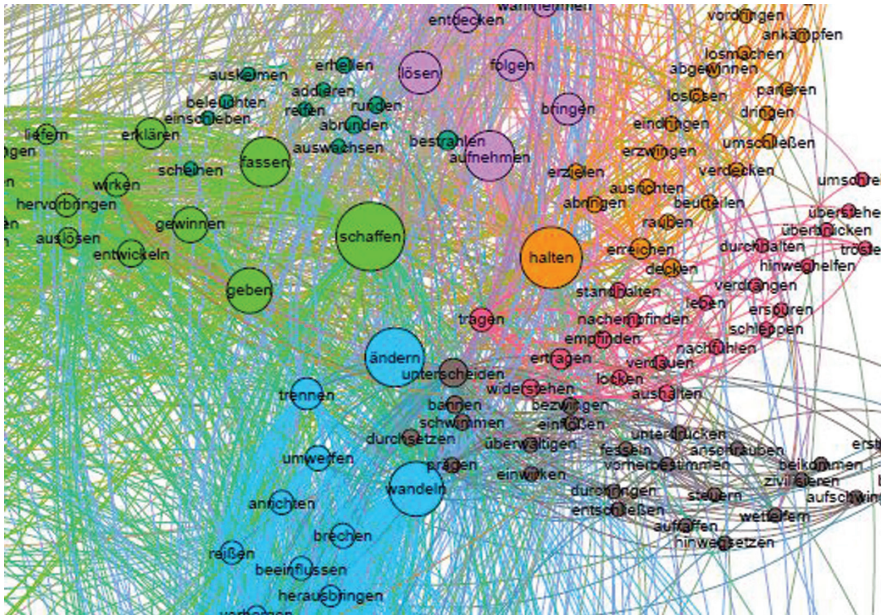 entdecken
vordringen
ankämpfen
losmachen
abgewinnen
erhellen
lösen
folgen
auskeimen
addieren
parieren
loslösen
beleuchten
reifen
runden
bringen
dringen
einschieben
abrunden
eindringen
liefern
erklären
bestrahlen
umschließen
auswachsen
erzwingen
fassen
aufnehmen
scheinen
erzielen
verdecken
wirken
ausrichten
hervorbringen
abringen
beurteilen
gewinnen
rauben
auslösen
schaffen
überbrücken
entwickeln
erreichen
durchhalten
halten
decken
hinweghelfen
geben
standhalten
verdrängen
leben
tragen
nachempfinden
erspüren
schleppen
empfinden
nachfühlen
ändern
ertragen
verdauen
unterscheiden
locken
trennen
widerstehen
aushalten
bannen
bezwingen
schwimmen
einflößen
durchsetzen
überwältigen
unterdrücken
fesseln
anschrauben
umwerfen
prägen
vorherbestimmen
beikommen
einwirken
zivilisieren
wandeln
durchringen
steuern
anrichten
entschließen
wetteifern
aufraffen
brechen
hinwegsetzen
reißen
beeinflussen
herausbringen